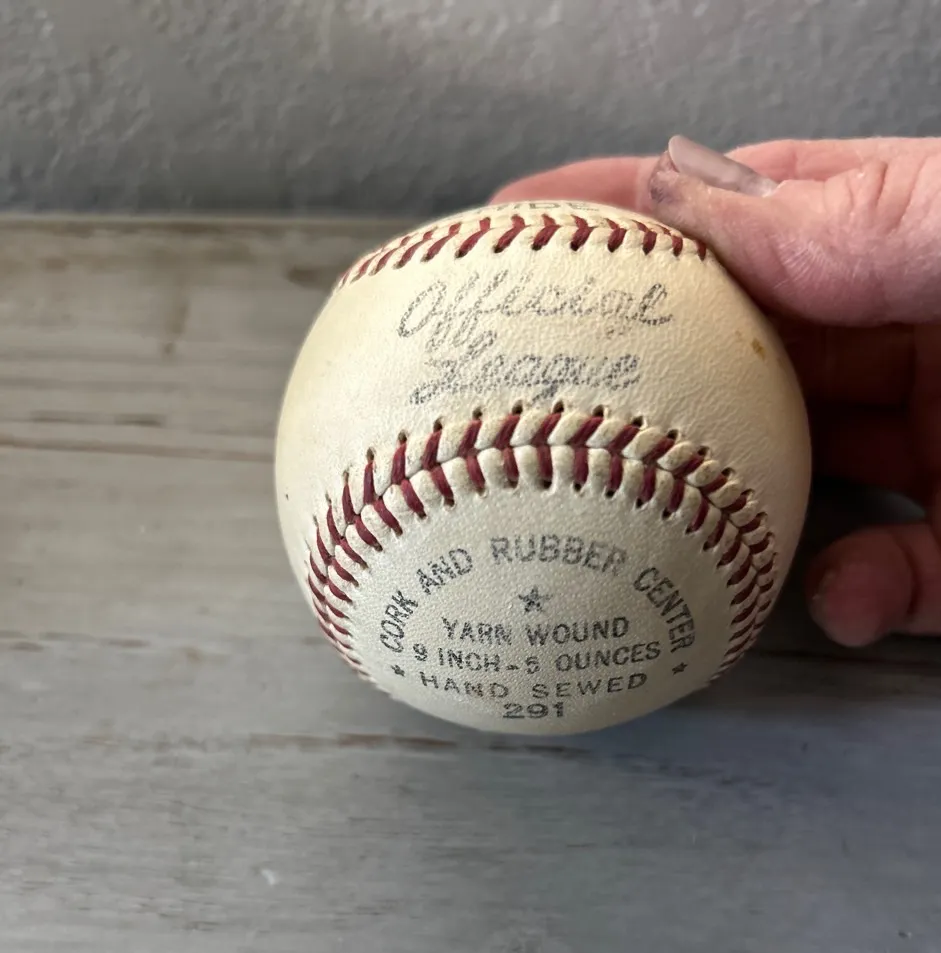 Official
League
CORK AND RUBBER CENTER
YARN WOUND
9 INCH-5 OUNCES
HAND SEWED
291